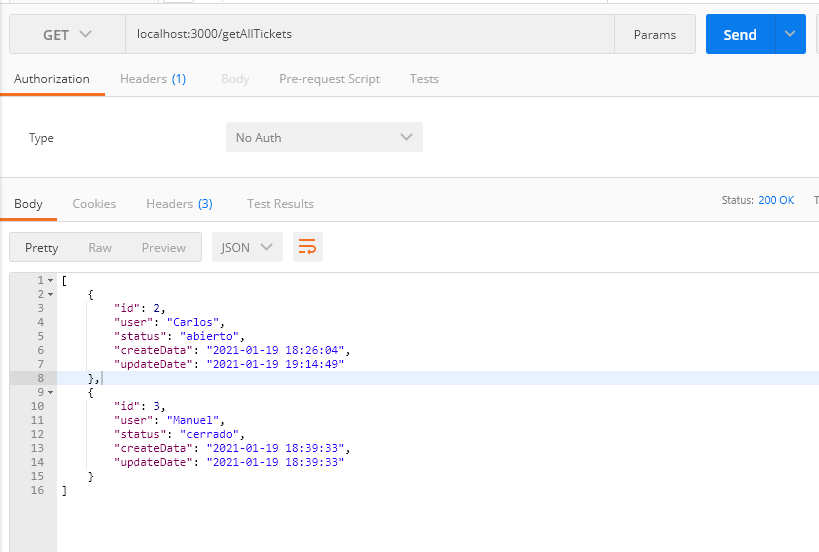 GET localhost:3000/getAllTickets Params Send
Authorization Headers (1) Body Pre-request Script Tests
Type No Auth
Body Cookies Headers (3) Test Results Status: 200 OK
Pretty Raw Preview JSON
1 [
2 {
3 "id": 2,
4 "user": "Carlos",
5 "status": "abierto",
6 "createData": "2021-01-19 18:26:04",
7 "updateDate": "2021-01-19 19:14:49"
8 },
9 {
10 "id": 3,
11 "user": "Manuel",
12 "status": "cerrado",
13 "createData": "2021-01-19 18:39:33",
14 "updateDate": "2021-01-19 18:39:33"
15 }
16 ]